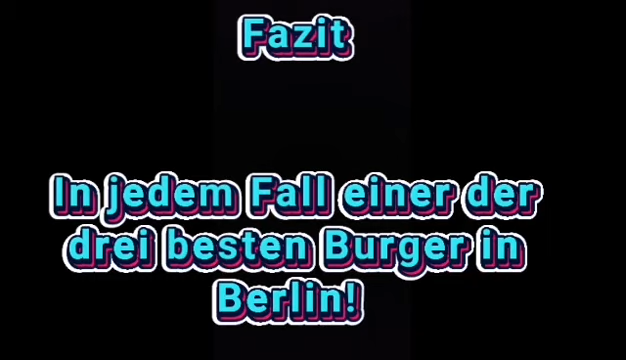 Fazit
In jedem Fall einer der
drei besten Burger in
Berlin!